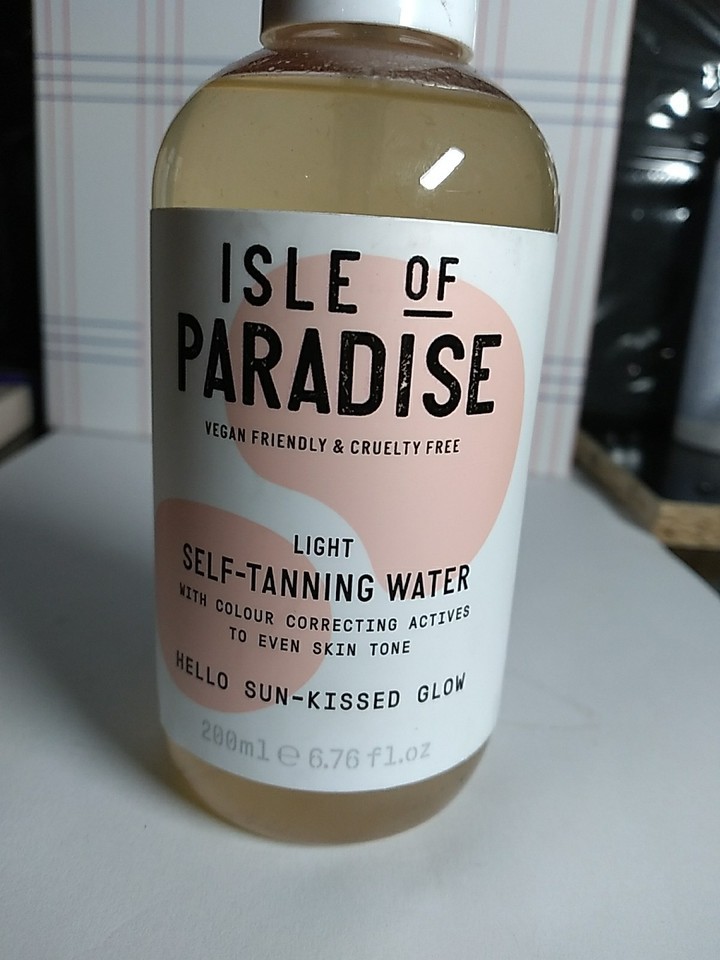 ISLE OF
PARADISE
VEGAN FRIENDLY & CRUELTY FREE
LIGHT
SELF-TANNING WATER
WITH COLOUR CORRECTING ACTIVES
TO EVEN SKIN TONE
HELLO SUN-KISSED GLOW
200ml ℮ 6.76 fl.oz